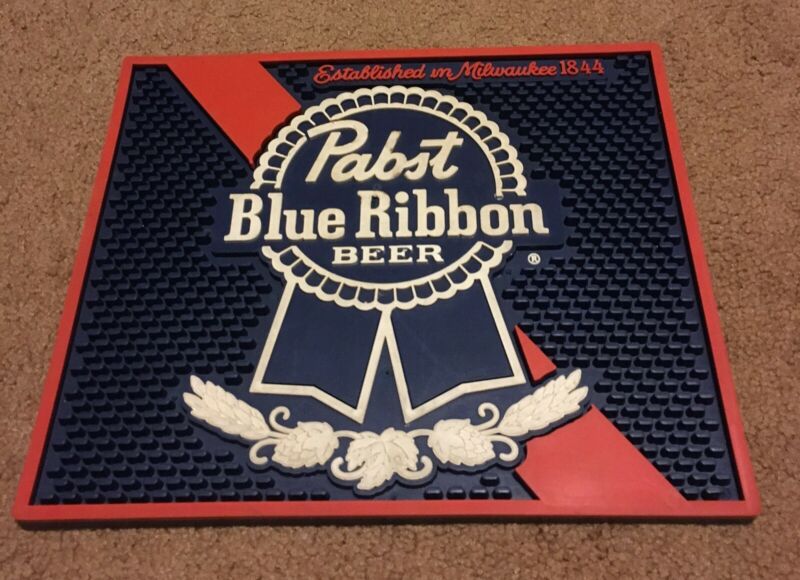 Established in Milwaukee 1844
Pabst
Blue Ribbon
BEER
®